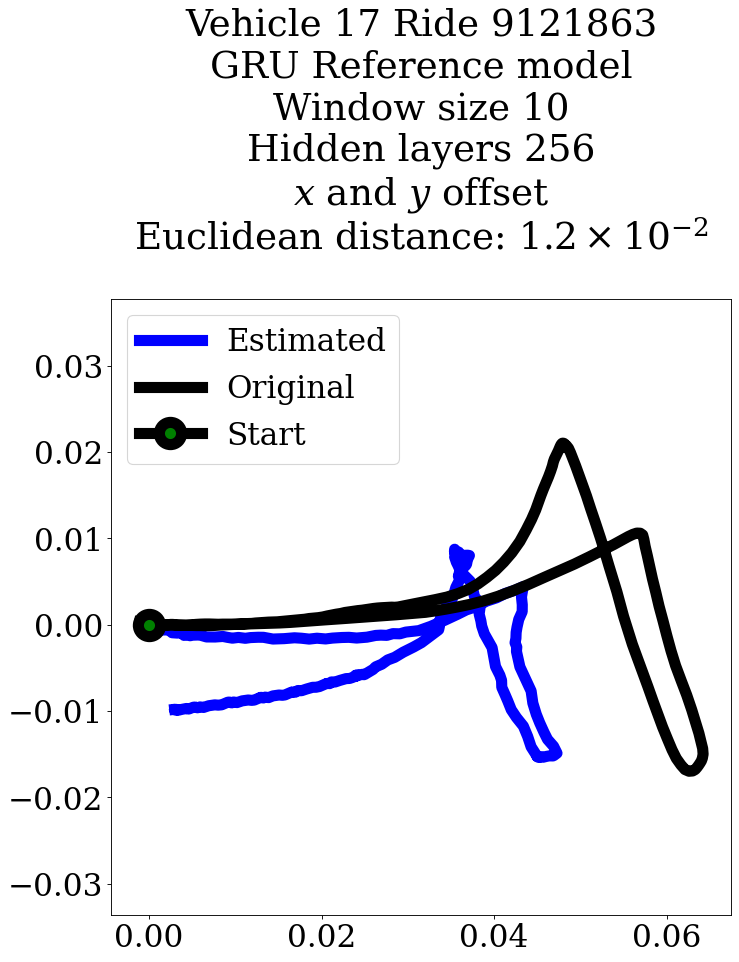 Vehicle 17 Ride 9121863
GRU Reference model
Window size 10
Hidden layers 256
x and y offset
Euclidean distance: 1.2 × 10⁻²
Estimated
Original
Start
0.03
0.02
0.01
0.00
−0.01
−0.02
−0.03
0.00 0.02 0.04 0.06